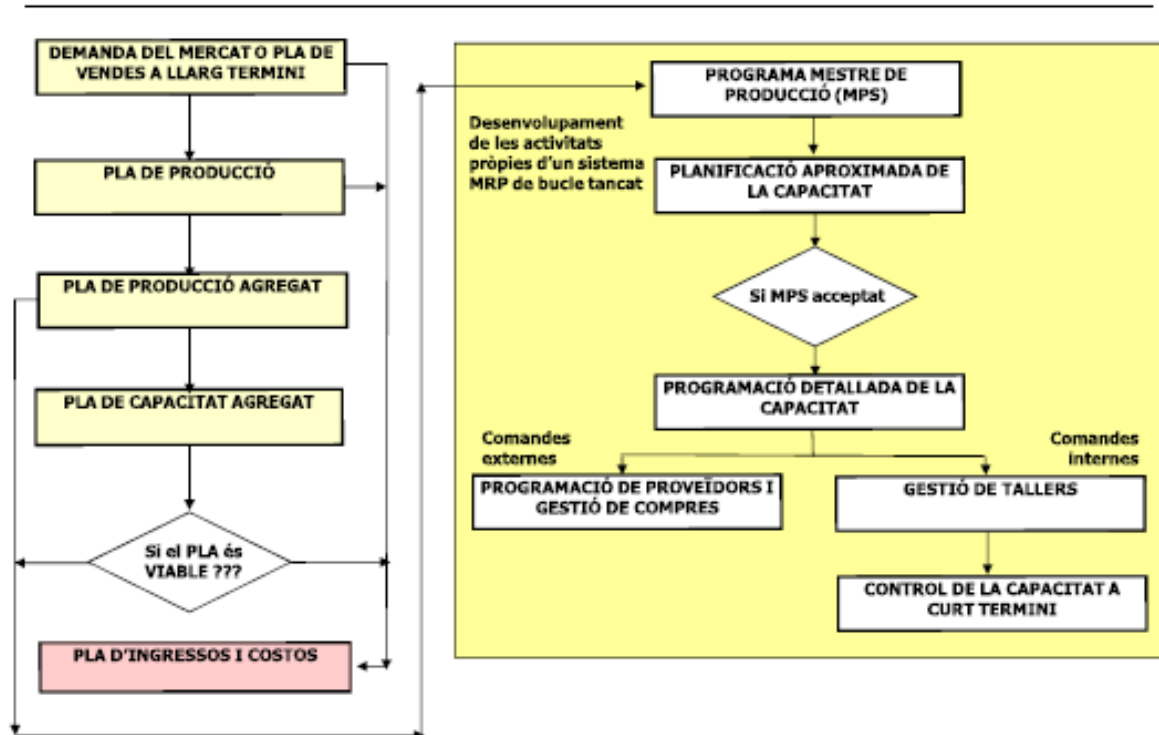 DEMANDA DEL MERCAT O PLA DE
VENDES A LLARG TERMINI
PLA DE PRODUCCIÓ
PLA DE PRODUCCIÓ AGREGAT
PLA DE CAPACITAT AGREGAT
Si el PLA és
VIABLE ???
PLA D'INGRESSOS I COSTOS
PROGRAMA MESTRE DE
PRODUCCIÓ (MPS)
Desenvolupament
de les activitats
pròpies d'un sistema
MRP de bucle tancat
PLANIFICACIÓ APROXIMADA DE
LA CAPACITAT
Si MPS acceptat
PROGRAMACIÓ DETALLADA DE LA
CAPACITAT
Comandes
externes
Comandes
internes
PROGRAMACIÓ DE PROVEÏDORS I
GESTIÓ DE COMPRES
GESTIÓ DE TALLERS
CONTROL DE LA CAPACITAT A
CURT TERMINI